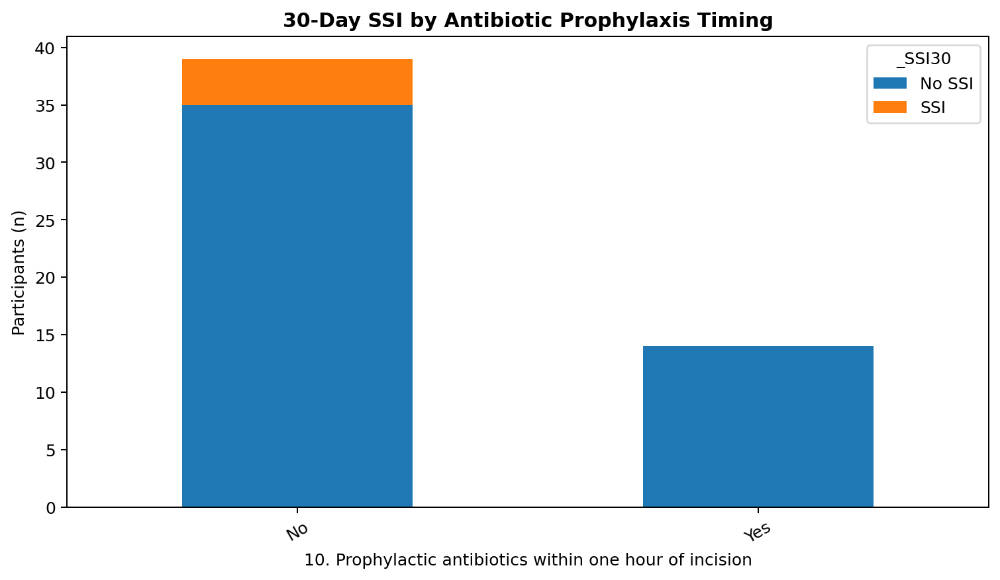 30-Day SSI by Antibiotic Prophylaxis Timing
_SSI30
No SSI
SSI
Participants (n)
40
35
30
25
20
15
10
5
0
No
Yes
10. Prophylactic antibiotics within one hour of incision